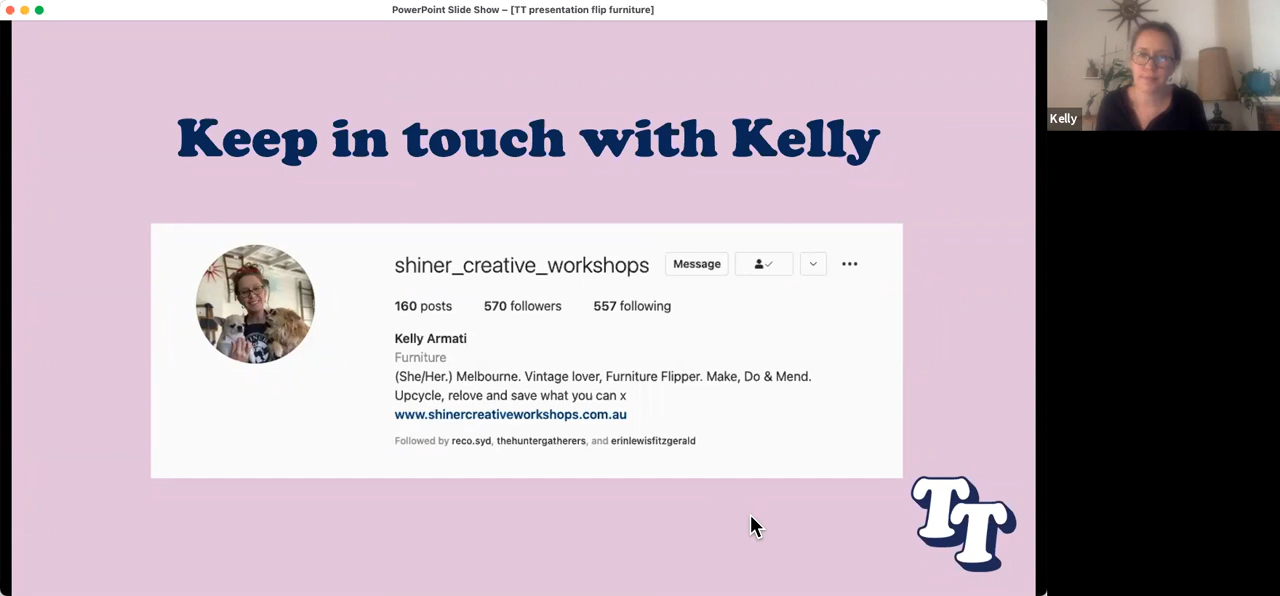 PowerPoint Slide Show – [TT presentation flip furniture]
Keep in touch with Kelly
shiner_creative_workshops Message
160 posts 570 followers 557 following
Kelly Armati
Furniture
(She/Her.) Melbourne. Vintage lover, Furniture Flipper. Make, Do & Mend.
Upcycle, relove and save what you can x
www.shinercreativeworkshops.com.au
Followed by reco.syd, thehuntergatherers, and erinlewisfitzgerald
TT
Kelly